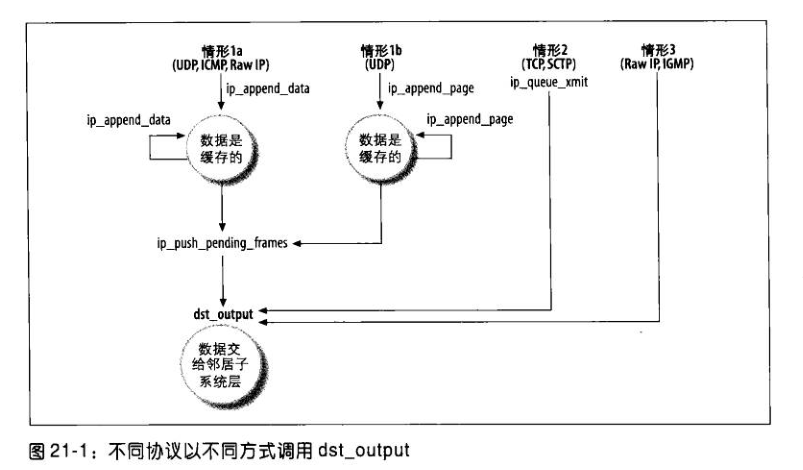 情形1a
(UDP, ICMP, Raw IP)
ip_append_data
ip_append_data
数据是
缓存的
情形1b
(UDP)
ip_append_page
ip_append_page
数据是
缓存的
情形2
(TCP, SCTP)
ip_queue_xmit
情形3
(Raw IP, IGMP)
ip_push_pending_frames
dst_output
数据交
给邻居子
系统层
图 21-1：不同协议以不同方式调用 dst_output